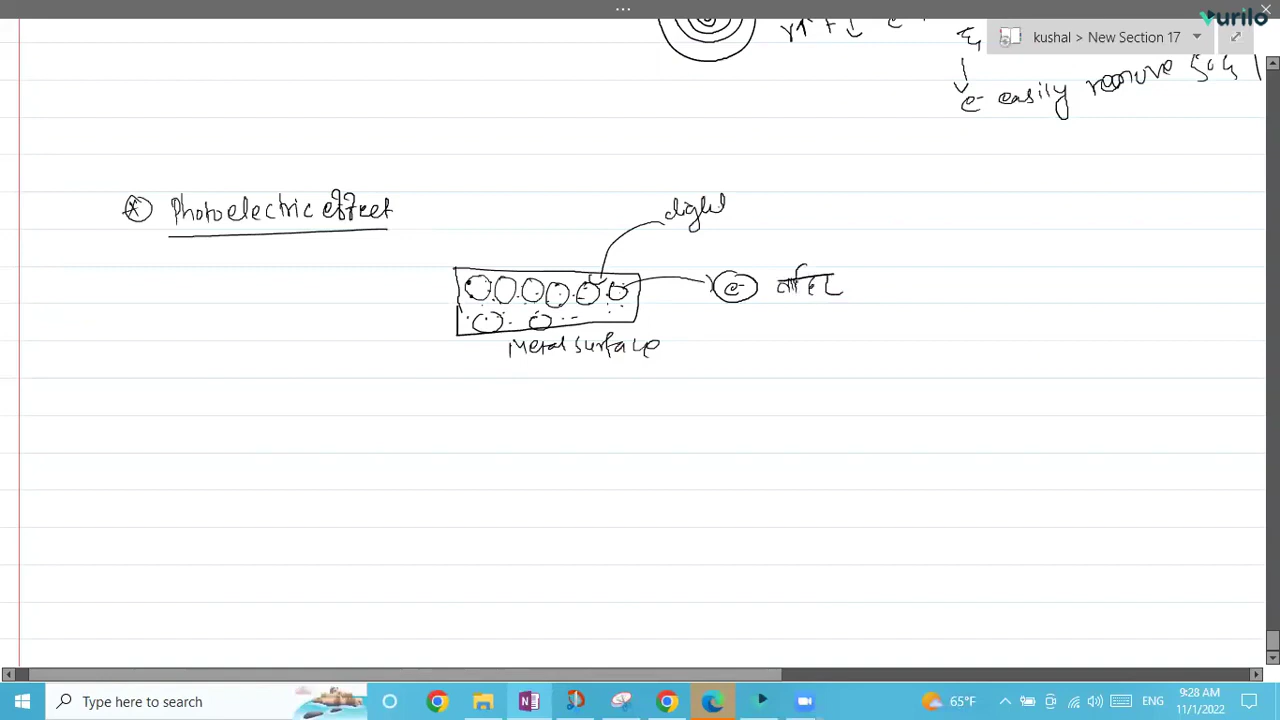 ...
vurilo
kushal > New Section 17
e⁻ easily remove
Photoelectric effect
light
e⁻ बाहिर
Metal surface
Type here to search
65°F
ENG
9:28 AM
11/1/2022